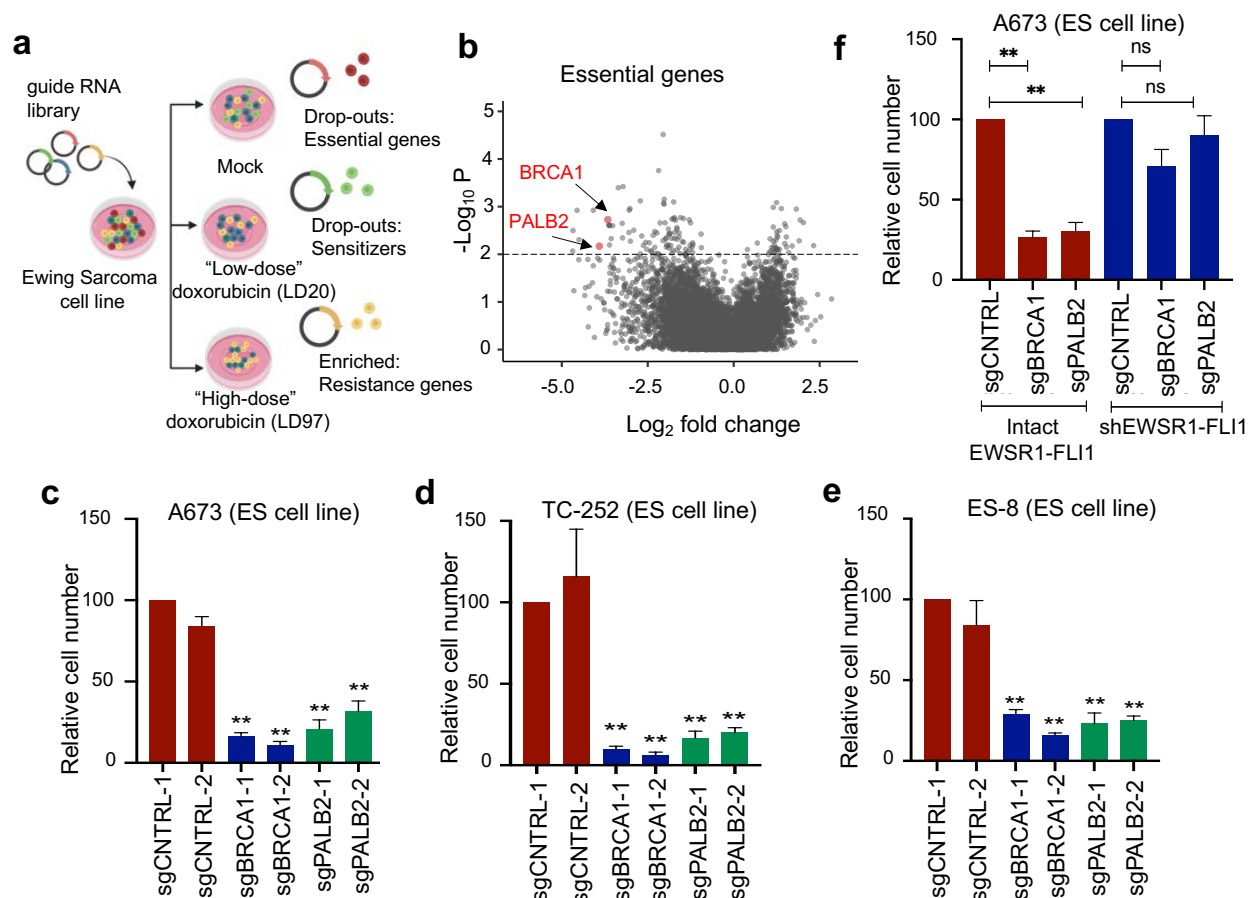 a
guide RNA
library
Ewing Sarcoma
cell line
Mock
"Low-dose"
doxorubicin (LD20)
"High-dose"
doxorubicin (LD97)
Drop-outs:
Essential genes
Drop-outs:
Sensitizers
Enriched:
Resistance genes
b
Essential genes
-Log10 P
5
4
3
2
1
0
BRCA1
PALB2
-5.0
-2.5
0.0
2.5
Log2 fold change
f
A673 (ES cell line)
Relative cell number
150
100
50
0
**
**
ns
ns
sgCNTRL
sgBRCA1
sgPALB2
sgCNTRL
sgBRCA1
sgPALB2
Intact
EWSR1-FLI1
shEWSR1-FLI1
c
A673 (ES cell line)
Relative cell number
150
100
50
0
** ** ** **
sgCNTRL-1
sgCNTRL-2
sgBRCA1-1
sgBRCA1-2
sgPALB2-1
sgPALB2-2
d
TC-252 (ES cell line)
Relative cell number
150
100
50
0
** ** ** **
sgCNTRL-1
sgCNTRL-2
sgBRCA1-1
sgBRCA1-2
sgPALB2-1
sgPALB2-2
e
ES-8 (ES cell line)
Relative cell number
150
100
50
0
** ** ** **
sgCNTRL-1
sgCNTRL-2
sgBRCA1-1
sgBRCA1-2
sgPALB2-1
sgPALB2-2